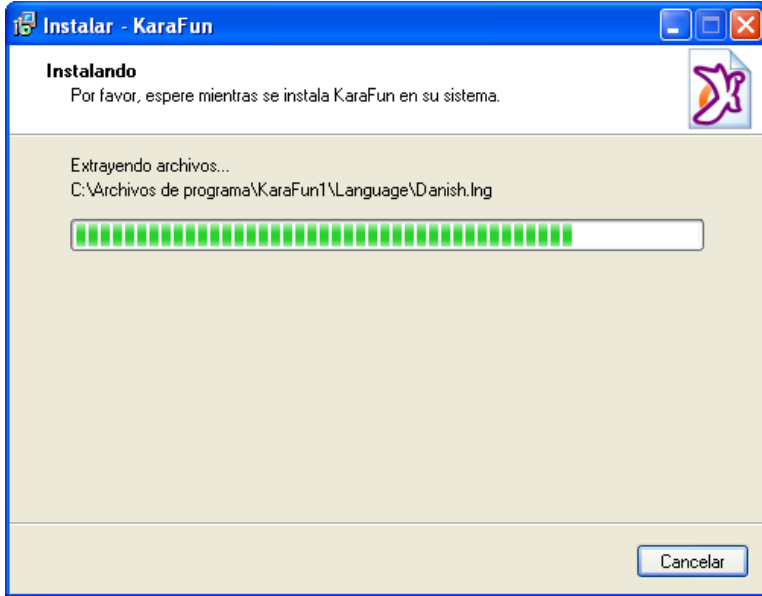 Instalar - KaraFun
Instalando
Por favor, espere mientras se instala KaraFun en su sistema.
Extrayendo archivos...
C:\Archivos de programa\KaraFun1\Language\Danish.lng
Cancelar